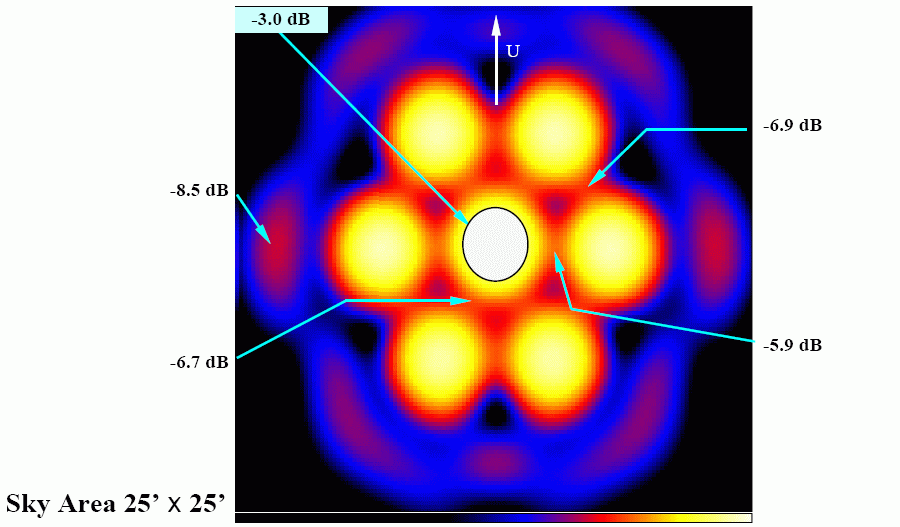 -3.0 dB
U
-6.9 dB
-8.5 dB
-5.9 dB
-6.7 dB
Sky Area 25’ x 25’